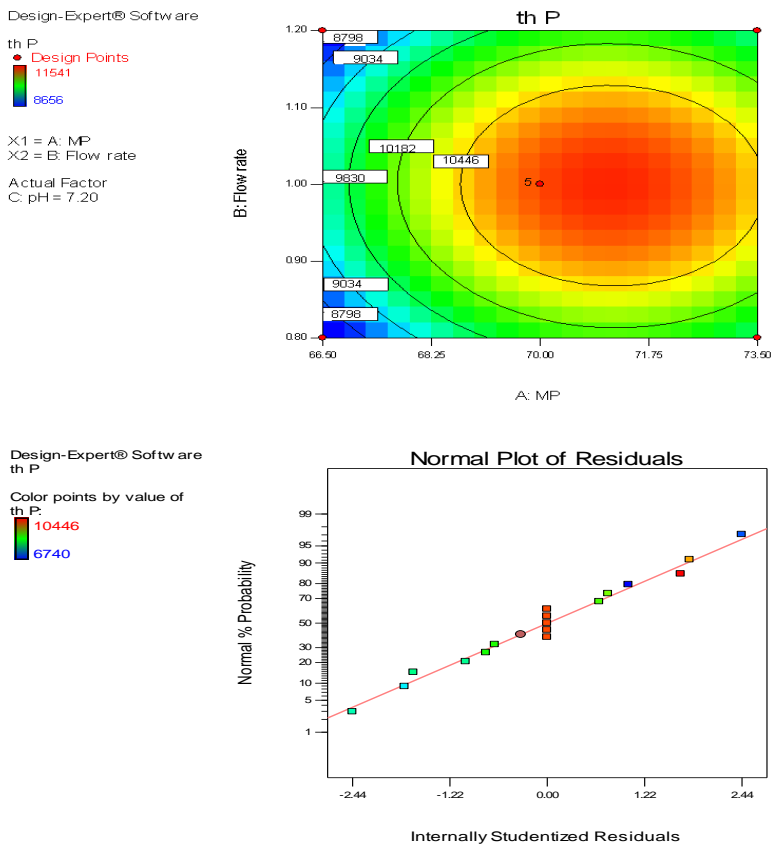 Design-Expert® Software
th P
Design Points
11541
8656
X1 = A: MP
X2 = B: Flow rate
Actual Factor
C: pH = 7.20
th P
B: Flow rate
1.20
1.10
1.00
0.90
0.80
8798
9034
10182
10446
9830
5
9034
8798
66.50
68.25
70.00
71.75
73.50
A: MP
Design-Expert® Software
th P
Color points by value of
th P:
10446
6740
Normal Plot of Residuals
Normal % Probability
99
95
90
80
70
50
30
20
10
5
1
-2.44
-1.22
0.00
1.22
2.44
Internally Studentized Residuals